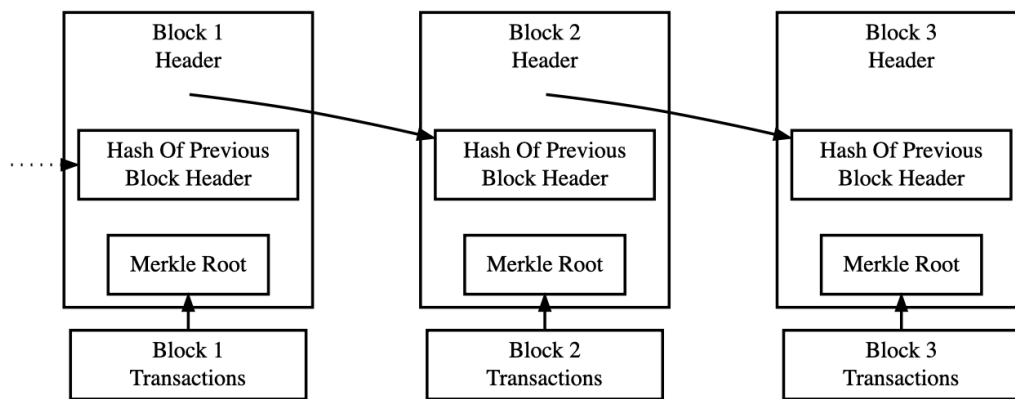 Block 1
Header
Hash Of Previous
Block Header
Merkle Root
Block 1
Transactions
Block 2
Header
Hash Of Previous
Block Header
Merkle Root
Block 2
Transactions
Block 3
Header
Hash Of Previous
Block Header
Merkle Root
Block 3
Transactions